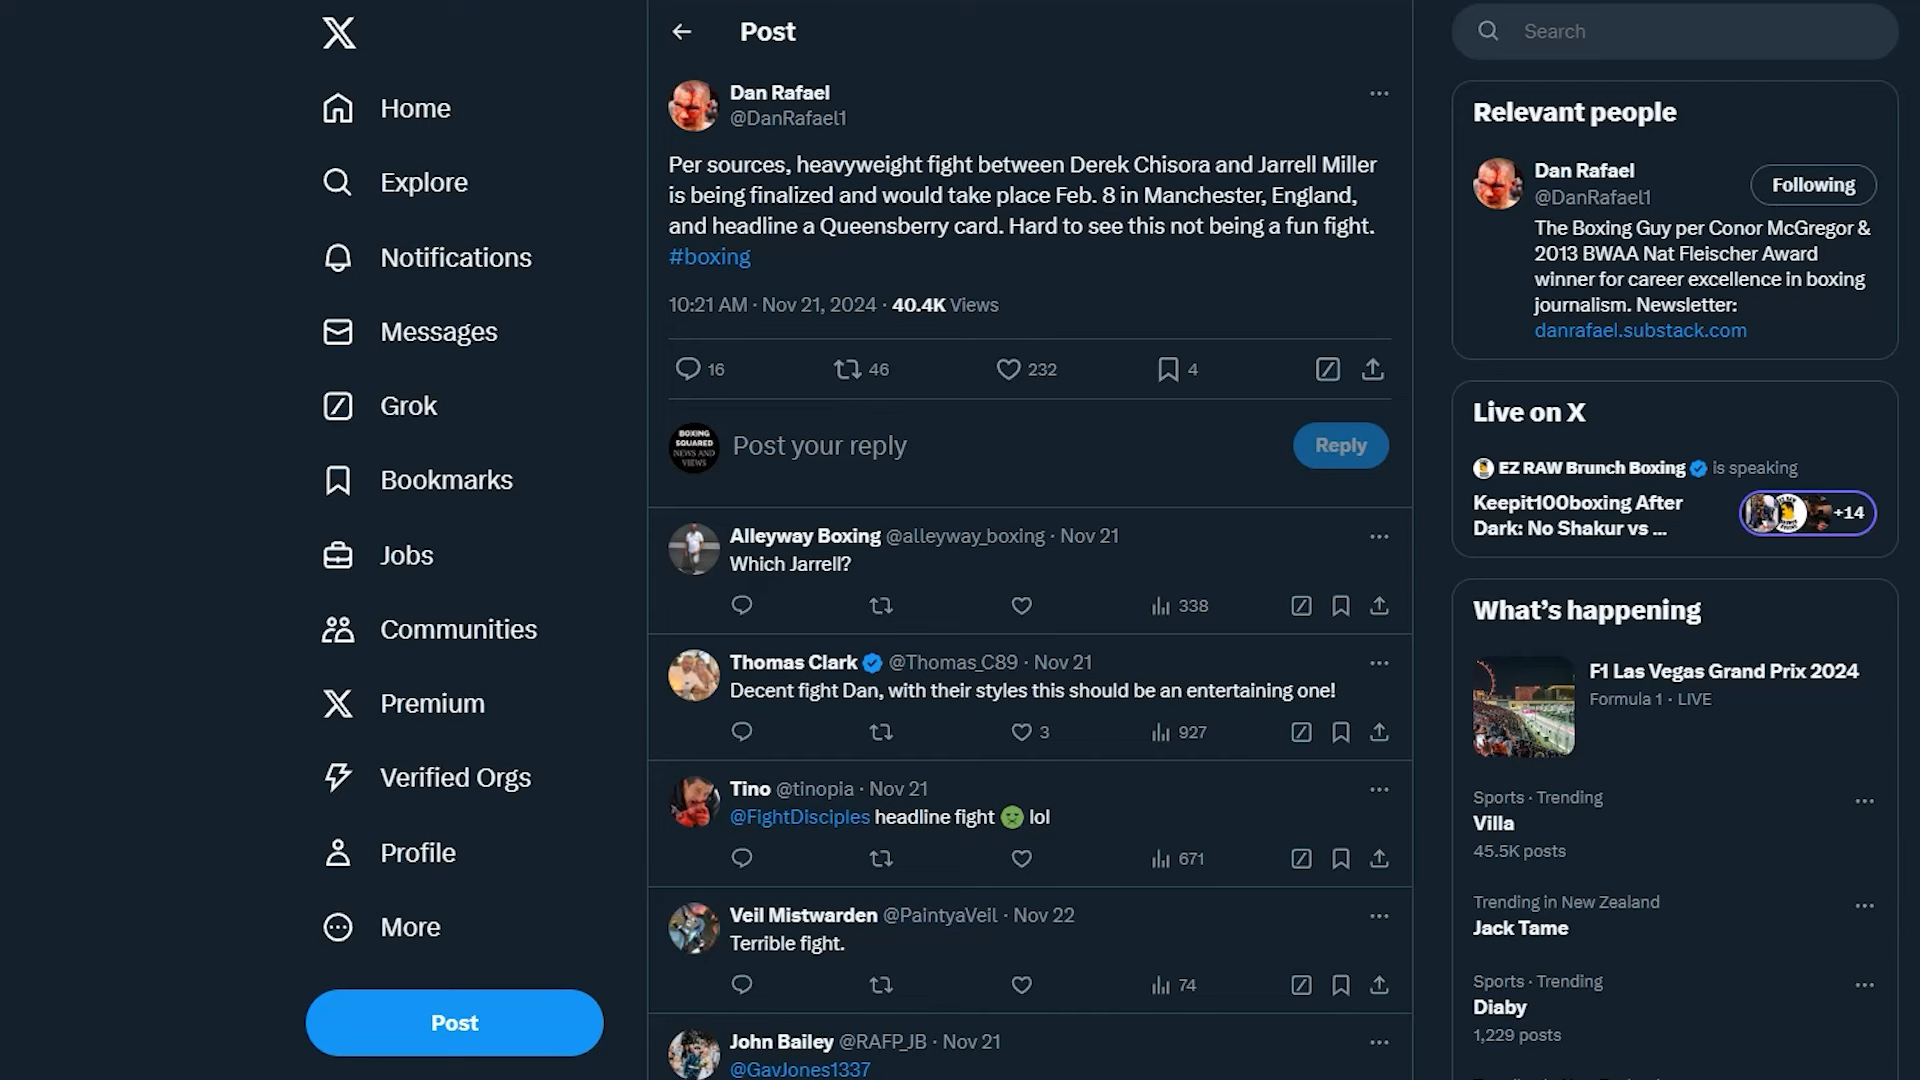 Home
Explore
Notifications
Messages
Grok
Bookmarks
Jobs
Communities
Premium
Verified Orgs
Profile
More
Post
Post
Dan Rafael
@DanRafael1
Per sources, heavyweight fight between Derek Chisora and Jarrell Miller
is being finalized and would take place Feb. 8 in Manchester, England,
and headline a Queensberry card. Hard to see this not being a fun fight.
#boxing
10:21 AM · Nov 21, 2024 · 40.4K Views
16 46 232 4
BOXING
SQUARED
NEWS AND
VIEWS
Post your reply
Reply
Alleyway Boxing @alleyway_boxing · Nov 21
Which Jarrell?
338
Thomas Clark @Thomas_C89 · Nov 21
Decent fight Dan, with their styles this should be an entertaining one!
3 927
Tino @tinopia · Nov 21
@FightDisciples headline fight 🤢 lol
671
Veil Mistwarden @PaintyaVeil · Nov 22
Terrible fight.
74
John Bailey @RAFP_JB · Nov 21
@GavJones1337
Search
Relevant people
Dan Rafael
@DanRafael1
Following
The Boxing Guy per Conor McGregor &
2013 BWAA Nat Fleischer Award
winner for career excellence in boxing
journalism. Newsletter:
danrafael.substack.com
Live on X
EZ RAW Brunch Boxing is speaking
Keepit100boxing After
Dark: No Shakur vs ...
+14
What's happening
F1 Las Vegas Grand Prix 2024
Formula 1 · LIVE
Sports · Trending
Villa
45.5K posts
Trending in New Zealand
Jack Tame
Sports · Trending
Diaby
1,229 posts